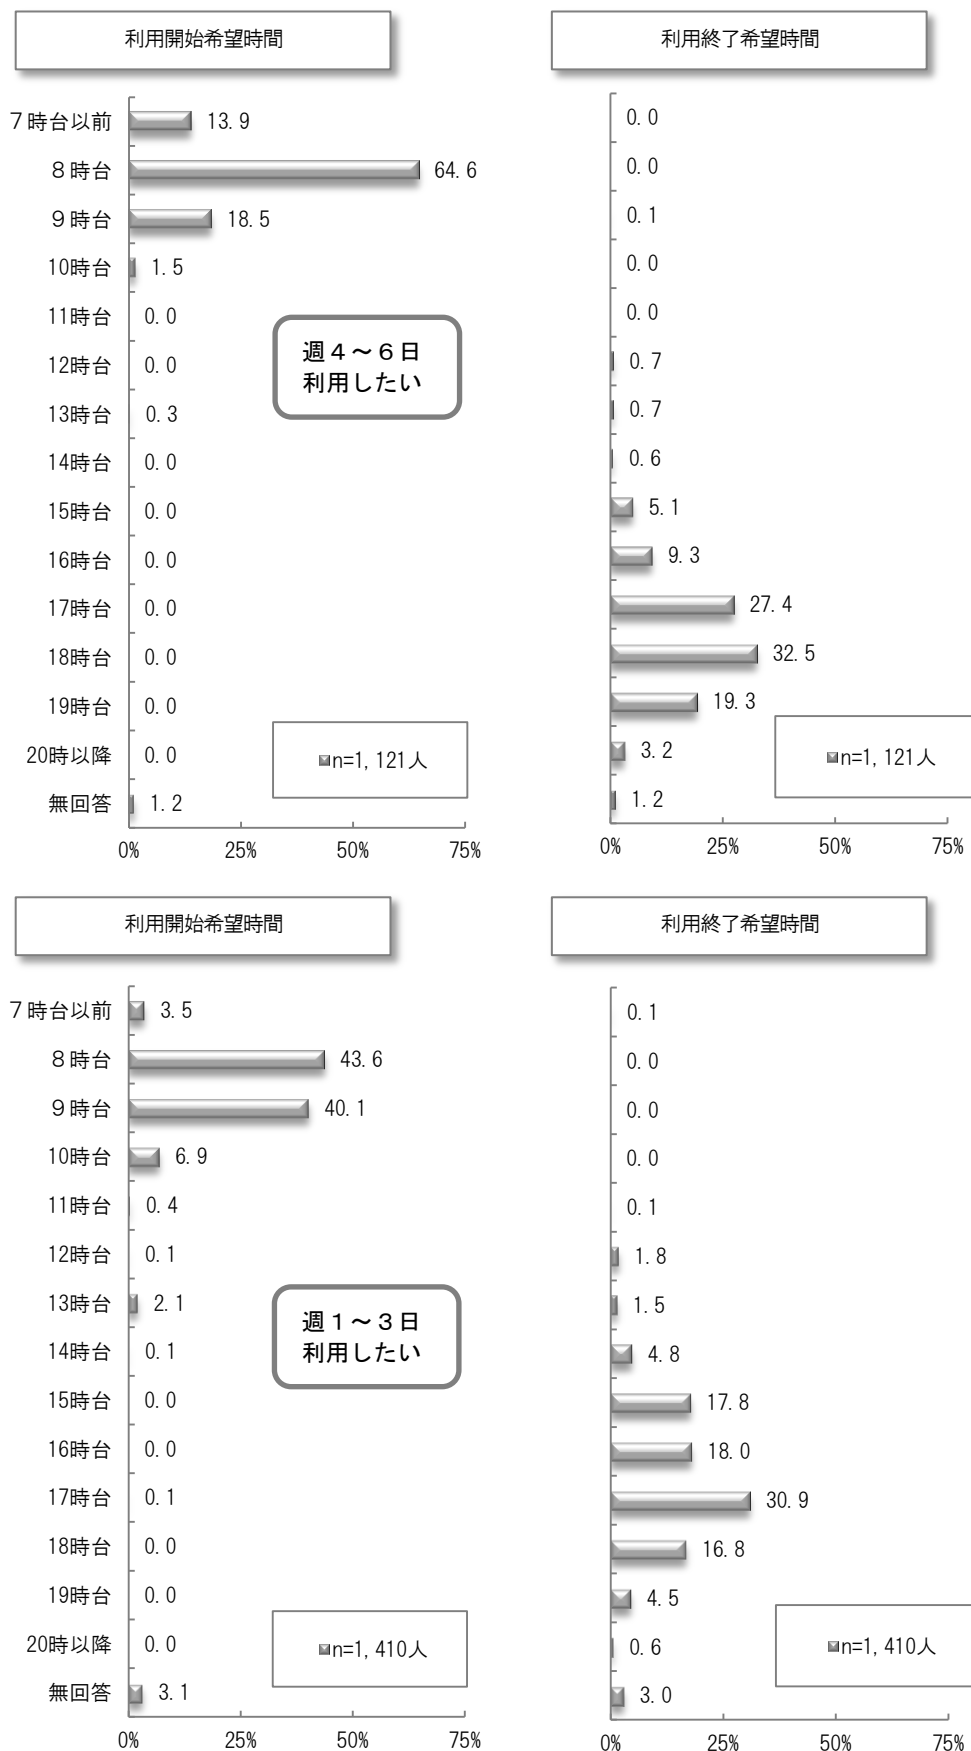 利用開始希望時間
７時台以前 13.9
８時台 64.6
９時台 18.5
10時台 1.5
11時台 0.0
12時台 0.0
13時台 0.3
14時台 0.0
15時台 0.0
16時台 0.0
17時台 0.0
18時台 0.0
19時台 0.0
20時以降 0.0
無回答 1.2
0% 25% 50% 75%
週４～６日
利用したい
n=1,121人
利用終了希望時間
0.0
0.0
0.1
0.0
0.0
0.7
0.7
0.6
5.1
9.3
27.4
32.5
19.3
3.2
1.2
0% 25% 50% 75%
n=1,121人
利用開始希望時間
７時台以前 3.5
８時台 43.6
９時台 40.1
10時台 6.9
11時台 0.4
12時台 0.1
13時台 2.1
14時台 0.1
15時台 0.0
16時台 0.0
17時台 0.1
18時台 0.0
19時台 0.0
20時以降 0.0
無回答 3.1
0% 25% 50% 75%
週１～３日
利用したい
n=1,410人
利用終了希望時間
0.1
0.0
0.0
0.0
0.1
1.8
1.5
4.8
17.8
18.0
30.9
16.8
4.5
0.6
3.0
0% 25% 50% 75%
n=1,410人